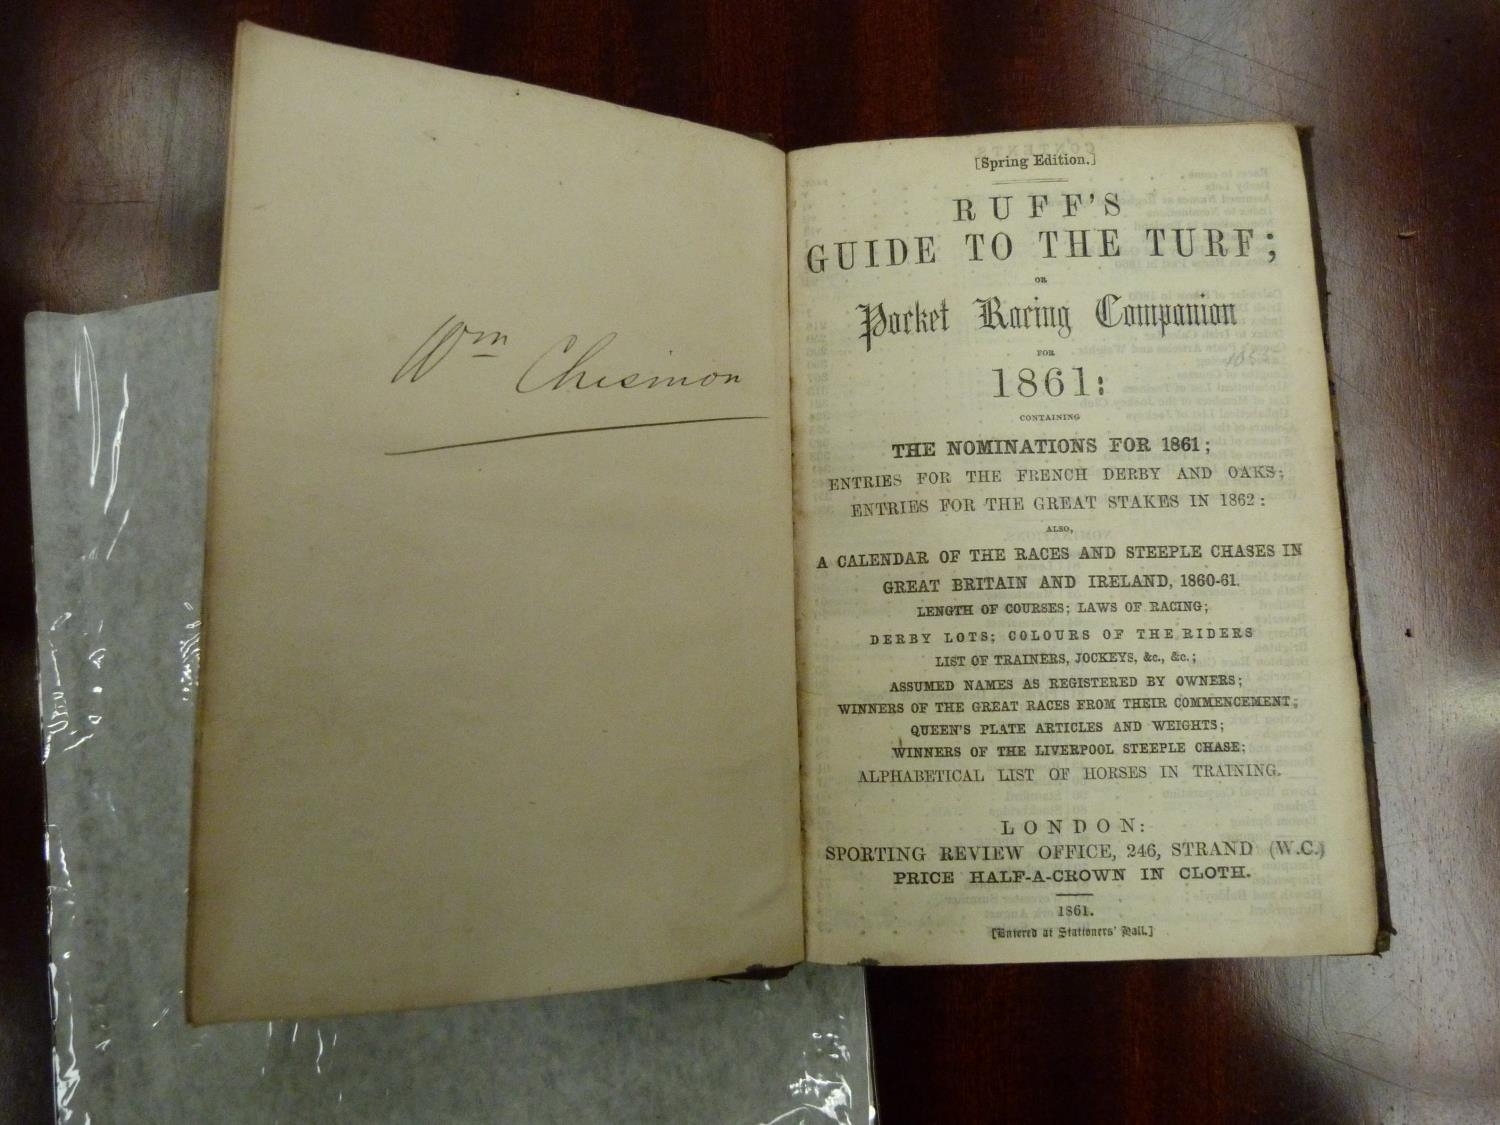 Wm Chisman
[Spring Edition.]
RUFF'S
GUIDE TO THE TURF;
OR
Pocket Racing Companion
FOR
1861:
CONTAINING
THE NOMINATIONS FOR 1861;
ENTRIES FOR THE FRENCH DERBY AND OAKS;
ENTRIES FOR THE GREAT STAKES IN 1862:
ALSO,
A CALENDAR OF THE RACES AND STEEPLE CHASES IN
GREAT BRITAIN AND IRELAND, 1860-61.
LENGTH OF COURSES; LAWS OF RACING;
DERBY LOTS; COLOURS OF THE RIDERS
LIST OF TRAINERS, JOCKEYS, &c., &c.;
ASSUMED NAMES AS REGISTERED BY OWNERS;
WINNERS OF THE GREAT RACES FROM THEIR COMMENCEMENT;
QUEEN'S PLATE ARTICLES AND WEIGHTS;
WINNERS OF THE LIVERPOOL STEEPLE CHASE;
ALPHABETICAL LIST OF HORSES IN TRAINING.
LONDON:
SPORTING REVIEW OFFICE, 246, STRAND (W.C.)
PRICE HALF-A-CROWN IN CLOTH.
1861.
[Entered at Stationers' Hall.]